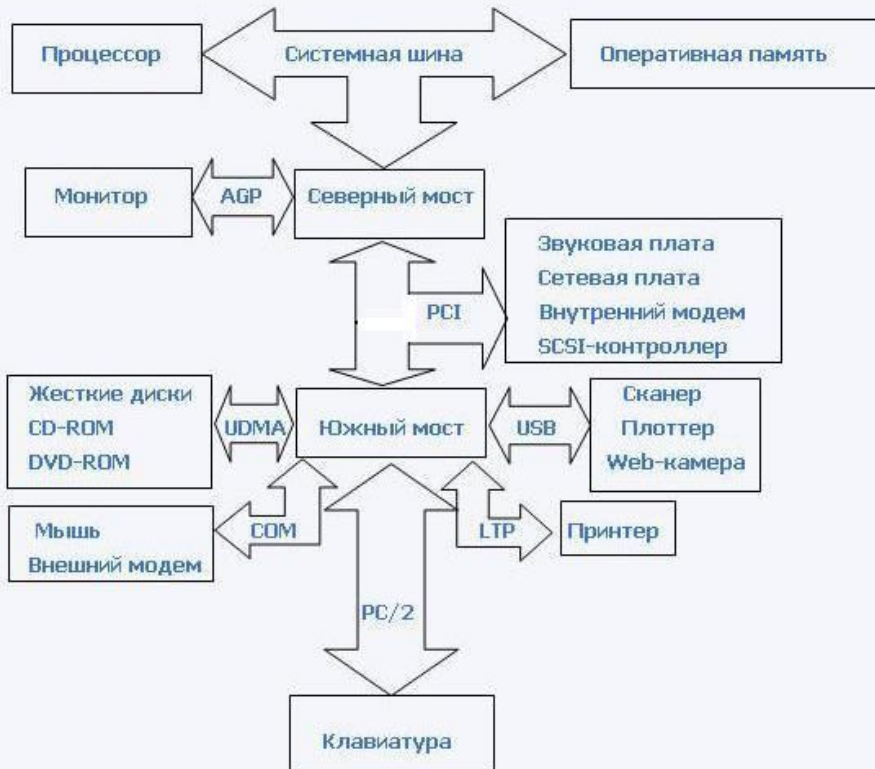 Процессор
Системная шина
Оперативная память
Монитор
AGP
Северный мост
Звуковая плата
Сетевая плата
Внутренний модем
SCSI-контроллер
PCI
Жесткие диски
CD-ROM
DVD-ROM
UDMA
Южный мост
USB
Сканер
Плоттер
Web-камера
Мышь
Внешний модем
COM
LTP
Принтер
PC/2
Клавиатура